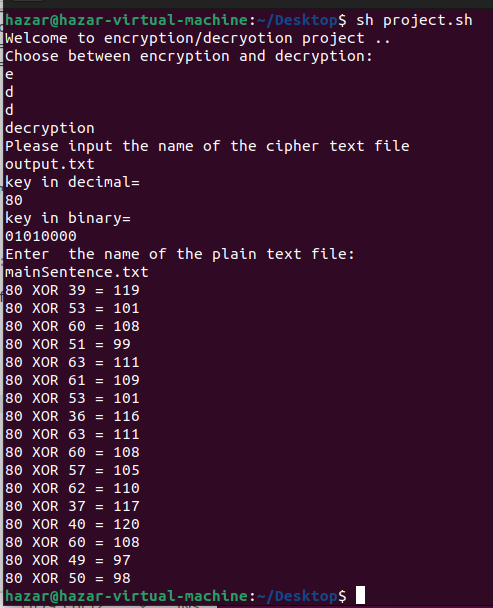 hazar@hazar-virtual-machine:~/Desktop$ sh project.sh
Welcome to encryption/decryotion project ..
Choose between encryption and decryption:
e
d
d
decryption
Please input the name of the cipher text file
output.txt
key in decimal=
80
key in binary=
01010000
Enter  the name of the plain text file:
mainSentence.txt
80 XOR 39 = 119
80 XOR 53 = 101
80 XOR 60 = 108
80 XOR 51 = 99
80 XOR 63 = 111
80 XOR 61 = 109
80 XOR 53 = 101
80 XOR 36 = 116
80 XOR 63 = 111
80 XOR 60 = 108
80 XOR 57 = 105
80 XOR 62 = 110
80 XOR 37 = 117
80 XOR 40 = 120
80 XOR 60 = 108
80 XOR 49 = 97
80 XOR 50 = 98
hazar@hazar-virtual-machine:~/Desktop$